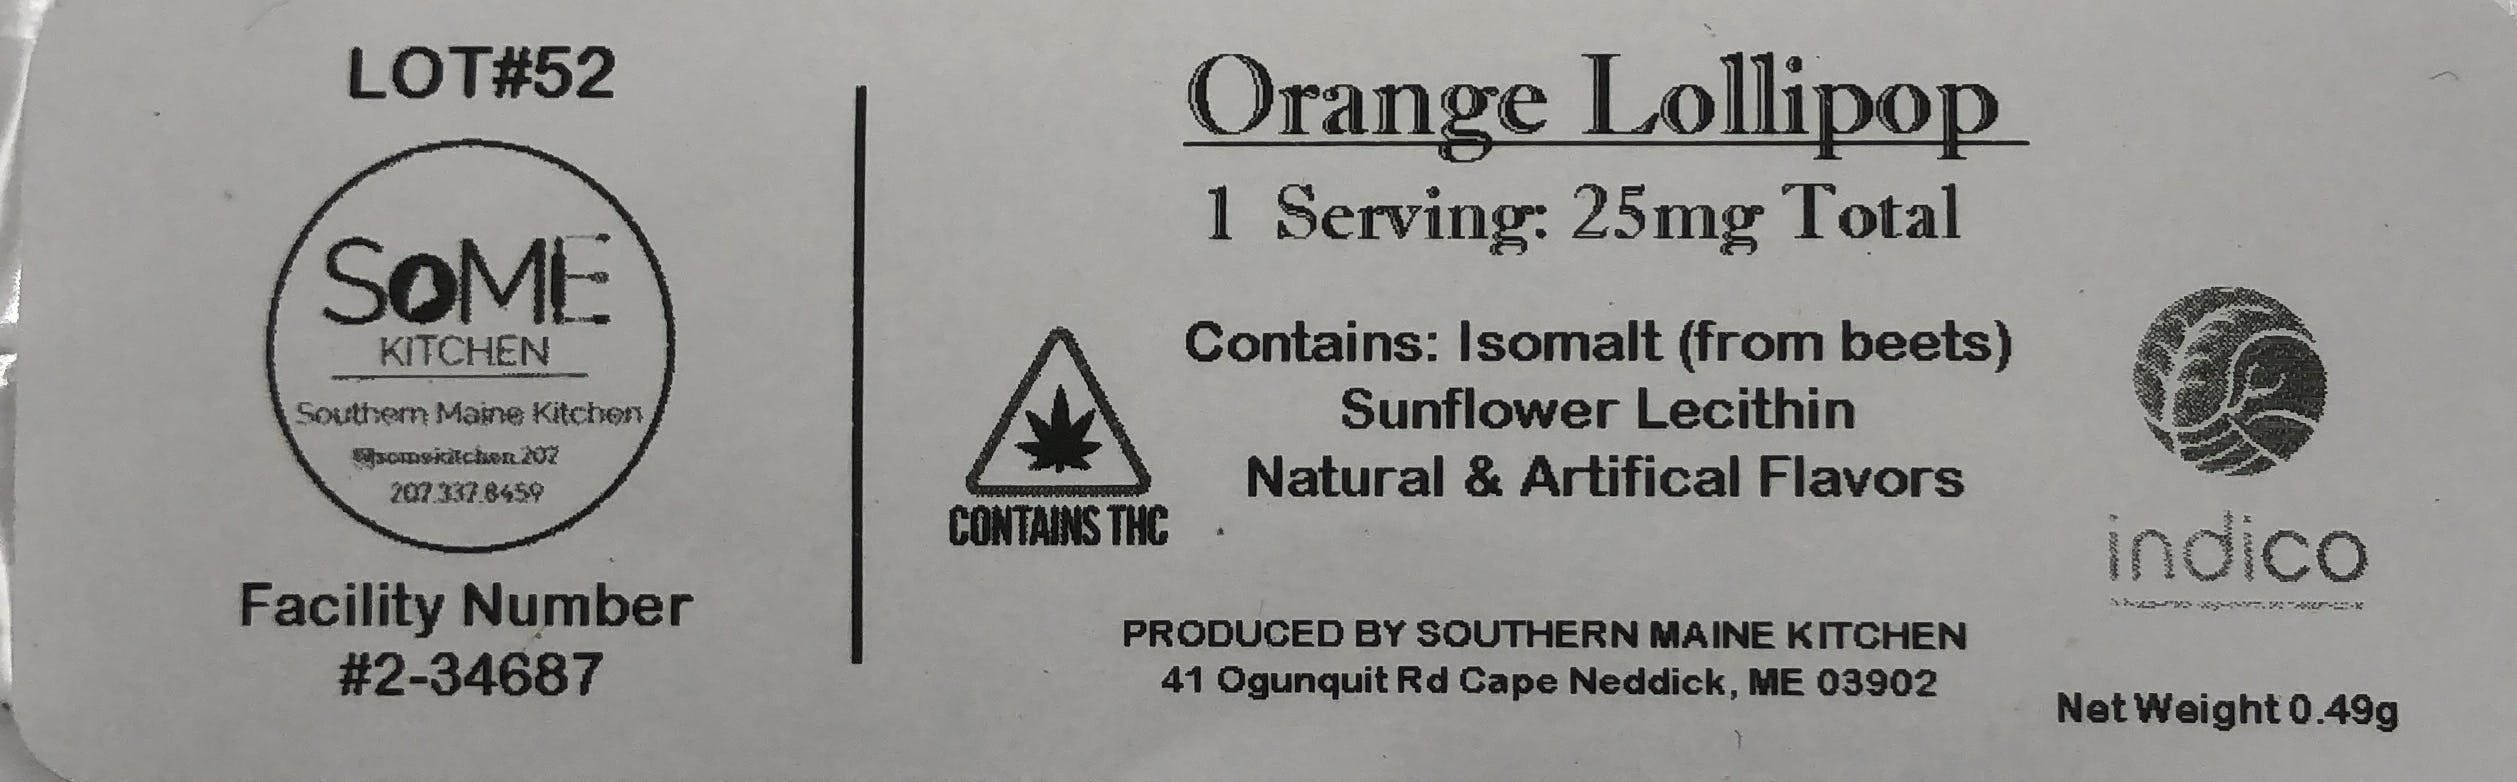 LOT#52
SoME
KITCHEN
Southern Maine Kitchen
@somekitchen.207
207.337.8459
Facility Number
#2-34687
Orange Lollipop
1 Serving: 25mg Total
Contains: Isomalt (from beets)
Sunflower Lecithin
Natural & Artifical Flavors
CONTAINS THC
indico
PRODUCED BY SOUTHERN MAINE KITCHEN
41 Ogunquit Rd Cape Neddick, ME 03902
Net Weight 0.49g